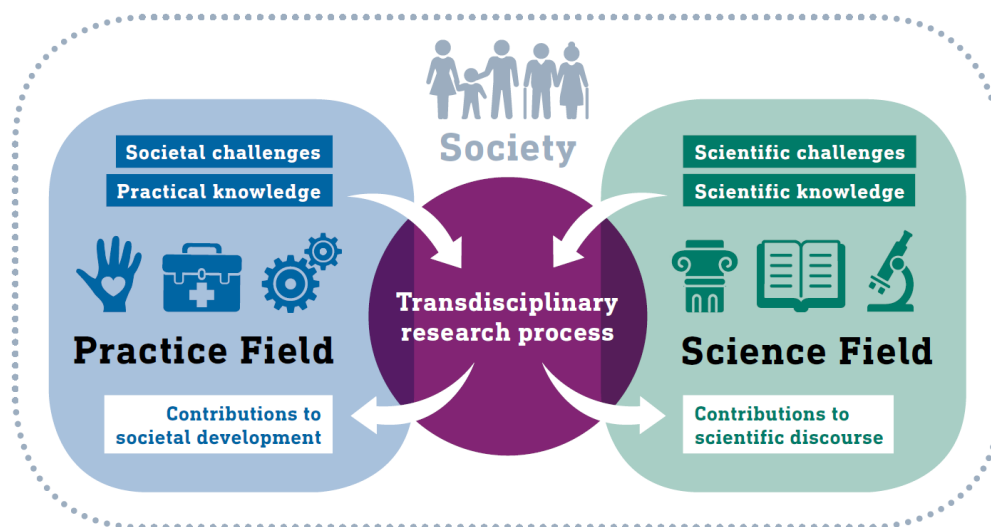 Society
Societal challenges
Practical knowledge
Practice Field
Contributions to
societal development
Transdisciplinary
research process
Scientific challenges
Scientific knowledge
Science Field
Contributions to
scientific discourse